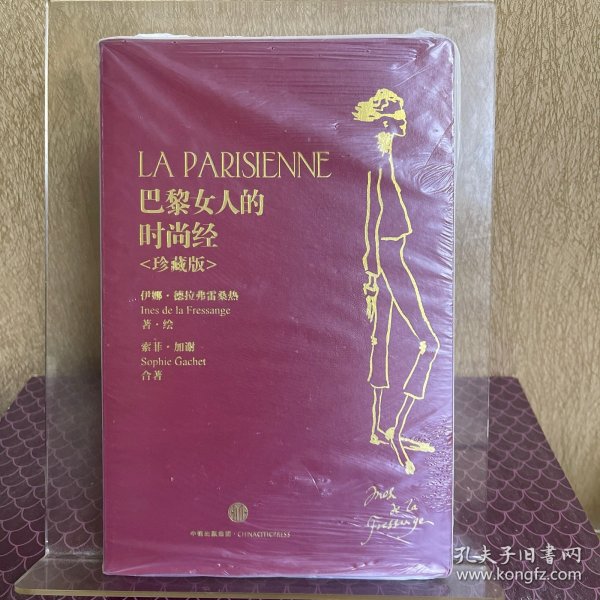 LA PARISIENNE
巴黎女人的
时尚经
<珍藏版>
伊娜·德拉弗雷桑热
Ines de la Fressange
著·绘
索菲·加谢
Sophie Gachet
合著
Ines
de la
Fressange
中信出版集团·CHINACITICPRESS
孔夫子旧书网
www.kongfz.com